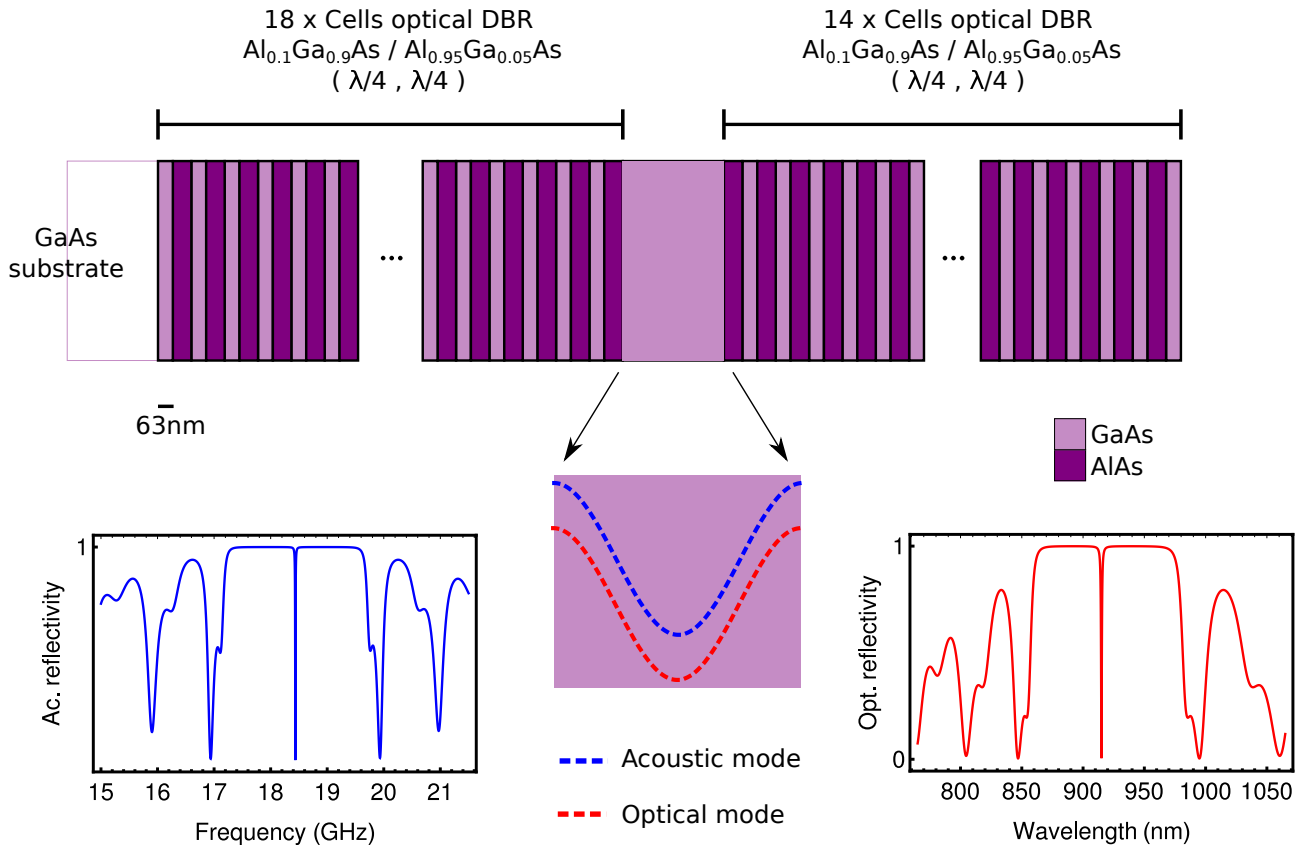 18 x Cells optical DBR
Al0.1Ga0.9As / Al0.95Ga0.05As
( λ/4 , λ/4 )
14 x Cells optical DBR
Al0.1Ga0.9As / Al0.95Ga0.05As
( λ/4 , λ/4 )
GaAs
substrate
...
...
63nm
GaAs
AlAs
1
Ac. reflectivity
15 16 17 18 19 20 21
Frequency (GHz)
Acoustic mode
Optical mode
1
0
Opt. reflectivity
800 850 900 950 1000 1050
Wavelength (nm)